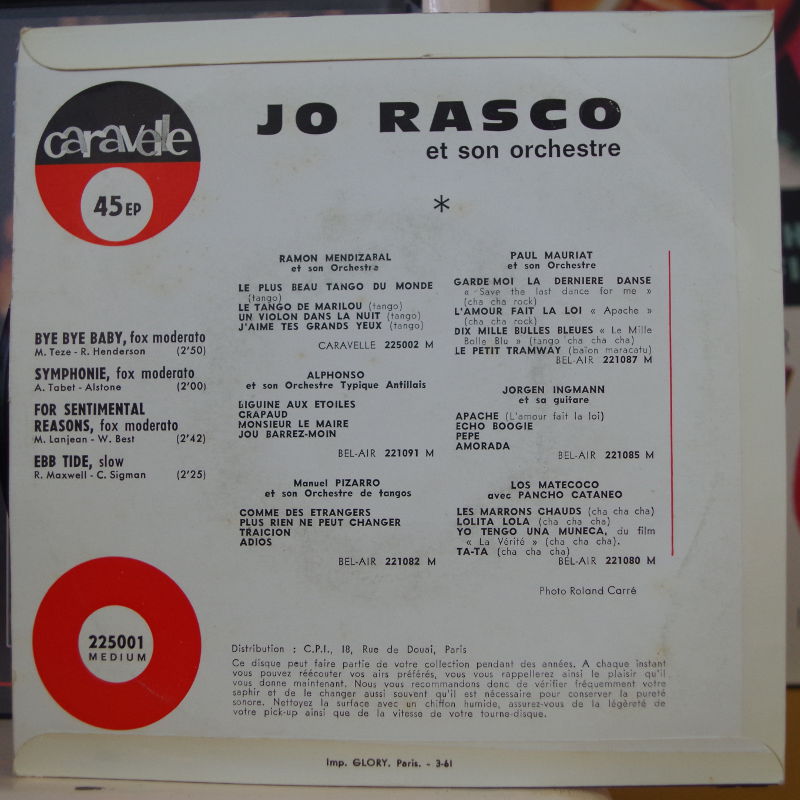 caravelle
45 EP
JO RASCO
et son orchestre
*
BYE BYE BABY, fox moderato
M. Teze - R. Henderson (2'50)
SYMPHONIE, fox moderato
A. Tabet - Alstone (2'00)
FOR SENTIMENTAL
REASONS, fox moderato
M. Lanjean - W. Best (2'42)
EBB TIDE, slow
R. Maxwell - C. Sigman (2'25)
RAMON MENDIZABAL
et son Orchestre
LE PLUS BEAU TANGO DU MONDE
(tango)
LE TANGO DE MARILOU (tango)
UN VIOLON DANS LA NUIT (tango)
J'AIME TES GRANDS YEUX (tango)
CARAVELLE 225002 M
ALPHONSO
et son Orchestre Typique Antillais
BIGUINE AUX ETOILES
CRAPAUD
MONSIEUR LE MAIRE
JOU BARREZ-MOIN
BEL-AIR 221091 M
Manuel PIZARRO
et son Orchestre de tangos
COMME DES ETRANGERS
PLUS RIEN NE PEUT CHANGER
TRAICION
ADIOS
BEL-AIR 221082 M
PAUL MAURIAT
et son Orchestre
GARDE-MOI LA DERNIERE DANSE
« Save the last dance for me »
(cha cha rock)
L'AMOUR FAIT LA LOI « Apache »
(cha cha rock)
DIX MILLE BULLES BLEUES « Le Mille
Bolle Blu » (tango cha cha cha)
LE PETIT TRAMWAY (baïon maracatu)
BEL-AIR 221087 M
JORGEN INGMANN
et sa guitare
APACHE (L'amour fait la loi)
ECHO BOOGIE
PEPE
AMORADA
BEL-AIR 221085 M
LOS MATECOCO
avec PANCHO CATANEO
LES MARRONS CHAUDS (cha cha cha)
LOLITA LOLA (cha cha cha)
YO TENGO UNA MUNECA, du film
« La Vérité » (cha cha cha).
TA-TA (cha cha cha)
BEL-AIR 221080 M
Photo Roland Carré
225001
MEDIUM
Distribution : C.P.I., 18, Rue de Douai, Paris
Ce disque peut faire partie de votre collection pendant des années. A chaque instant
vous pouvez réécouter vos airs préférés, vous vous rappellerez ainsi le plaisir qu'il
vous donne maintenant. Nous vous recommandons donc de vérifier fréquemment votre
saphir et de le changer aussi souvent qu'il est nécessaire pour conserver la pureté
sonore. Nettoyez la surface avec un chiffon humide, assurez-vous de la légèreté de
votre pick-up ainsi que de la vitesse de votre tourne-disque.
Imp. GLORY, Paris. - 3-61